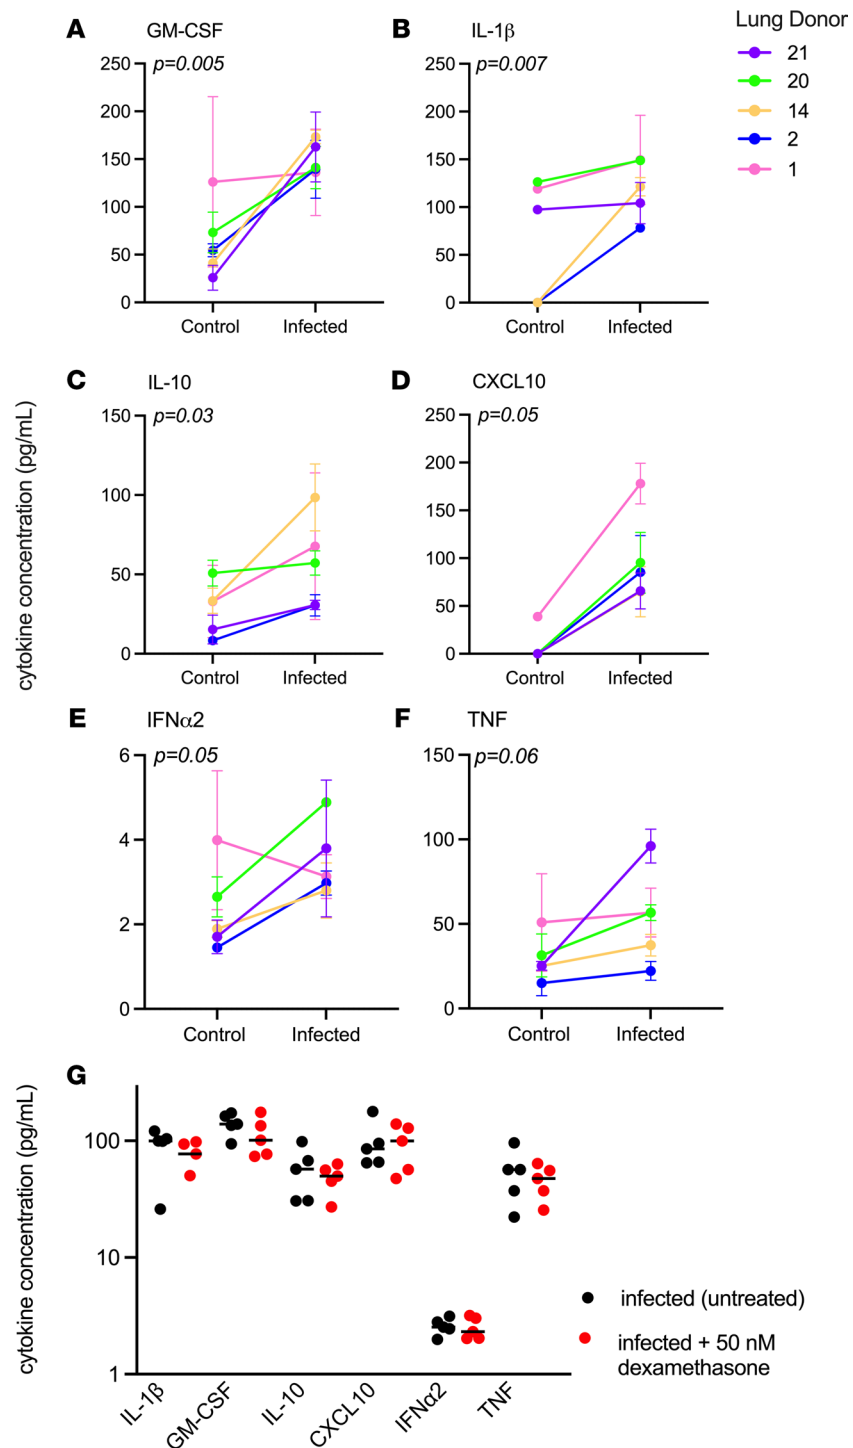 A GM-CSF
p=0.005
250
200
150
100
50
0
Control Infected
B IL-1β
p=0.007
250
200
150
100
50
0
Control Infected
Lung Donor
21
20
14
2
1
cytokine concentration (pg/mL)
C IL-10
p=0.03
150
100
50
0
Control Infected
D CXCL10
p=0.05
250
200
150
100
50
0
Control Infected
E IFNα2
p=0.05
6
4
2
0
Control Infected
F TNF
p=0.06
150
100
50
0
Control Infected
G
cytokine concentration (pg/mL)
100
10
1
IL-1β
GM-CSF
IL-10
CXCL10
IFNα2
TNF
infected (untreated)
infected + 50 nM
dexamethasone